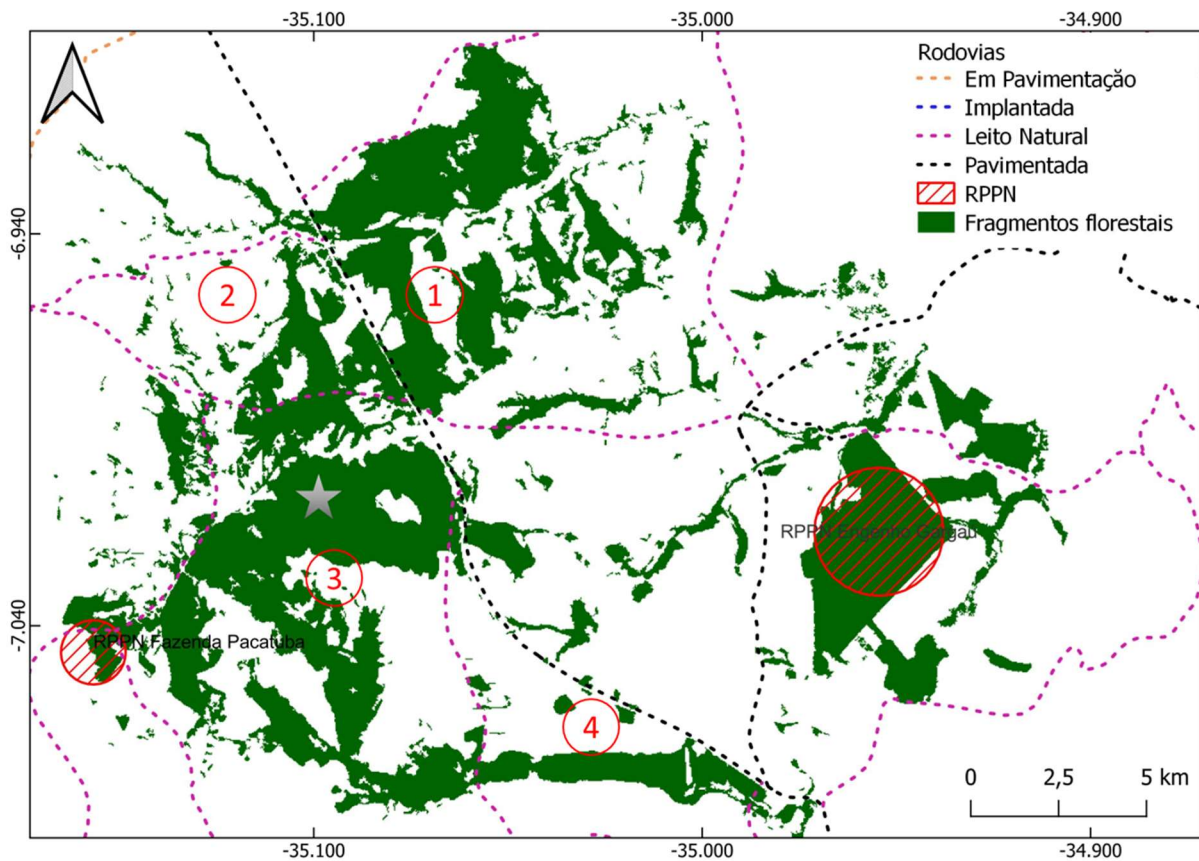 -35.100
-35.000
-34.900
Rodovias
Em Pavimentação
Implantada
Leito Natural
Pavimentada
RPPN
Fragmentos florestais
-6.940
2
1
RPPN Engenho Gargaú
3
-7.040
RPPN Fazenda Pacatuba
4
0
2,5
5 km
-35.100
-35.000
-34.900